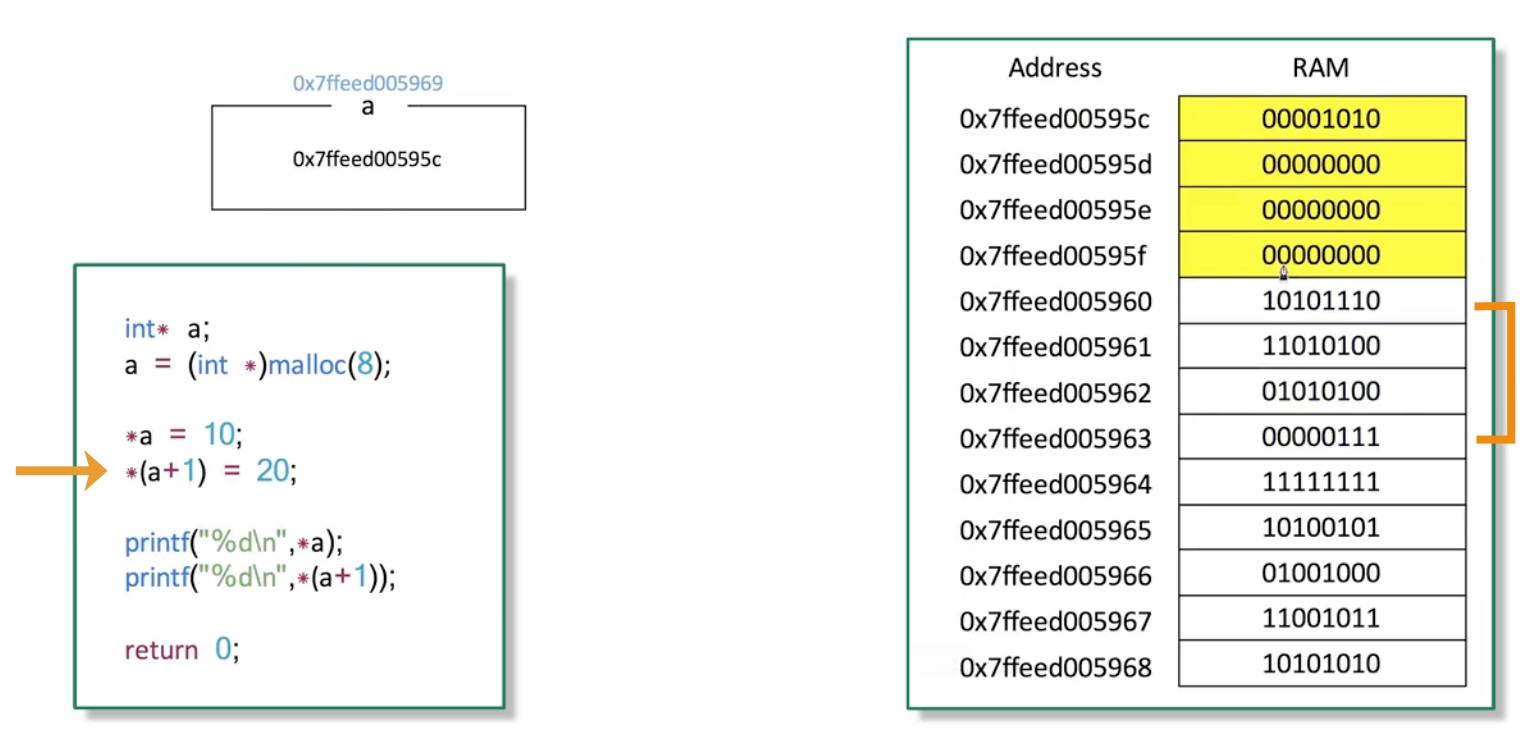 0x7ffeed005969
a
0x7ffeed00595c
int* a;
a = (int *)malloc(8);
*a = 10;
*(a+1) = 20;
printf("%d\n",*a);
printf("%d\n",*(a+1));
return 0;
Address RAM
0x7ffeed00595c 00001010
0x7ffeed00595d 00000000
0x7ffeed00595e 00000000
0x7ffeed00595f 00000000
0x7ffeed005960 10101110
0x7ffeed005961 11010100
0x7ffeed005962 01010100
0x7ffeed005963 00000111
0x7ffeed005964 11111111
0x7ffeed005965 10100101
0x7ffeed005966 01001000
0x7ffeed005967 11001011
0x7ffeed005968 10101010